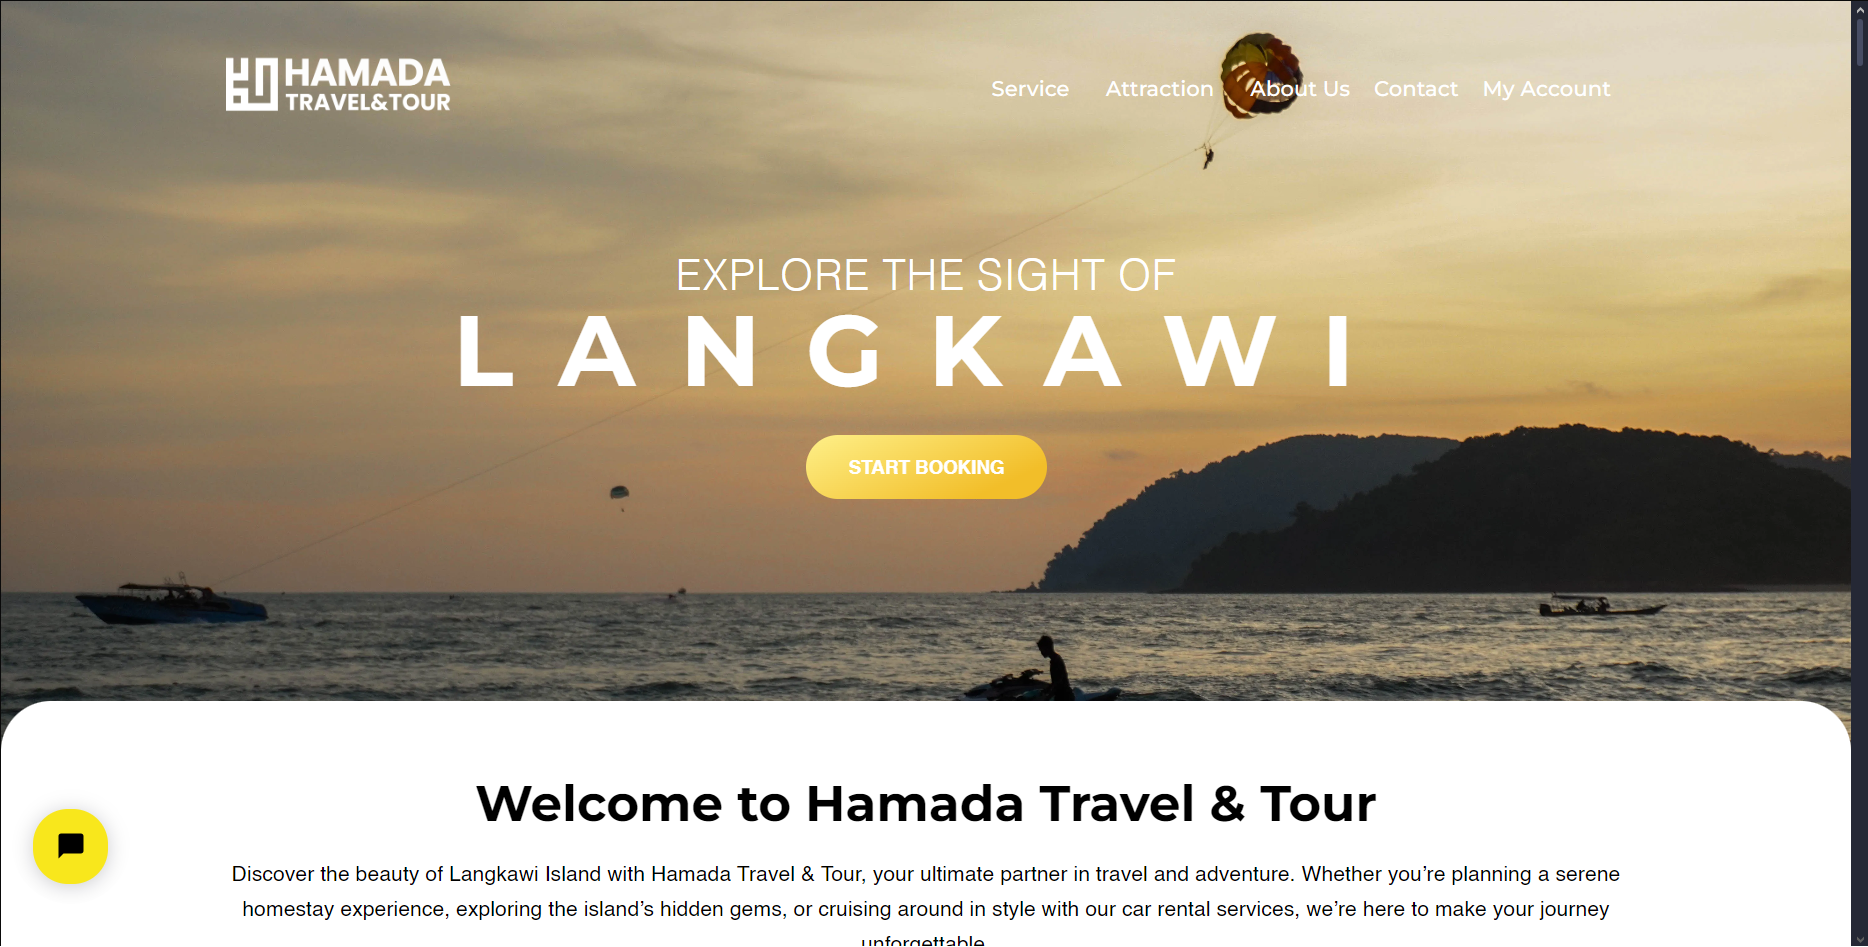 HAMADA
TRAVEL&TOUR
Service Attraction About Us Contact My Account
EXPLORE THE SIGHT OF
LANGKAWI
START BOOKING
Welcome to Hamada Travel & Tour
Discover the beauty of Langkawi Island with Hamada Travel & Tour, your ultimate partner in travel and adventure. Whether you’re planning a serene
homestay experience, exploring the island’s hidden gems, or cruising around in style with our car rental services, we’re here to make your journey
unforgettable.